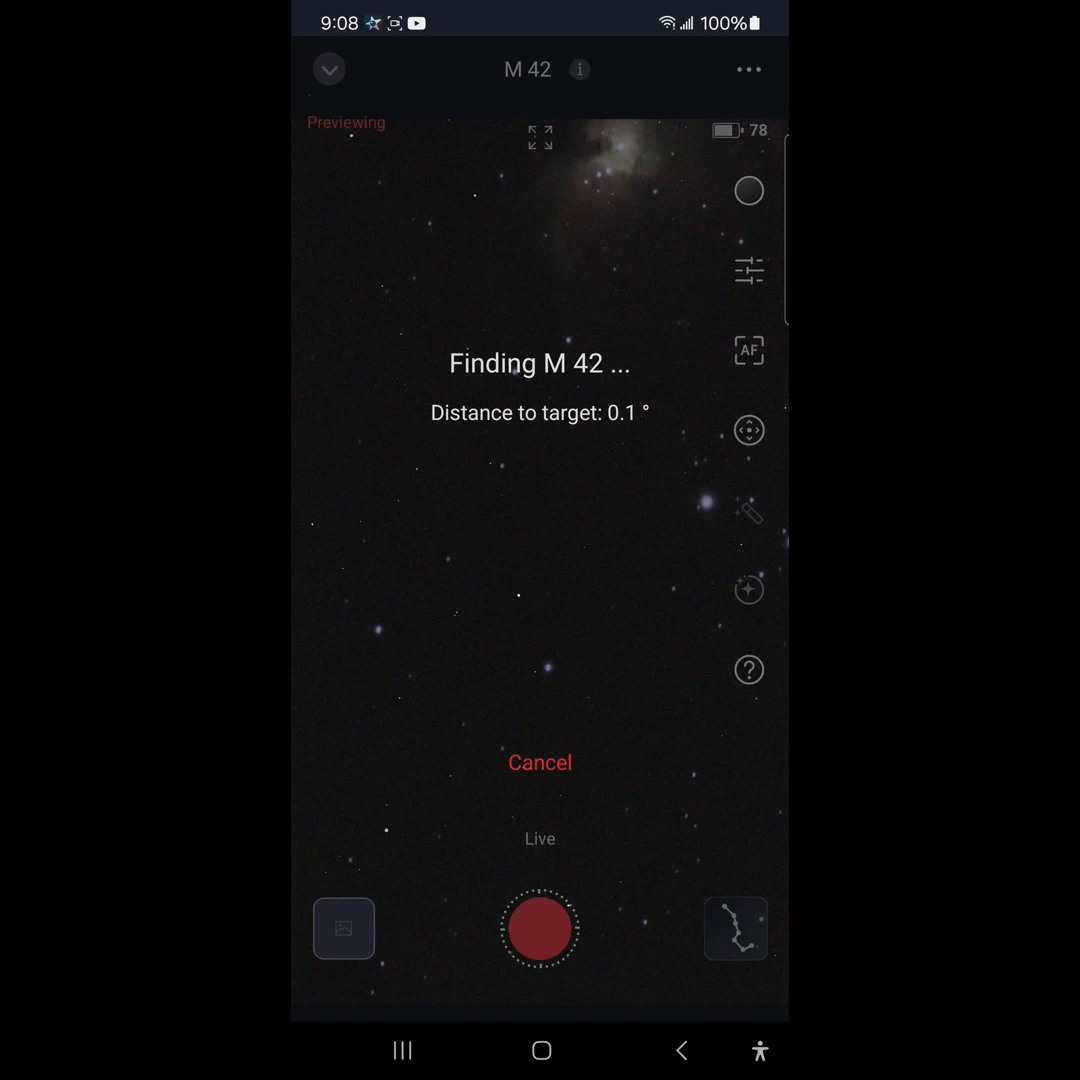 9:08
100%
M 42
Previewing
78
Finding M 42 ...
AF
Distance to target: 0.1 °
Cancel
Live